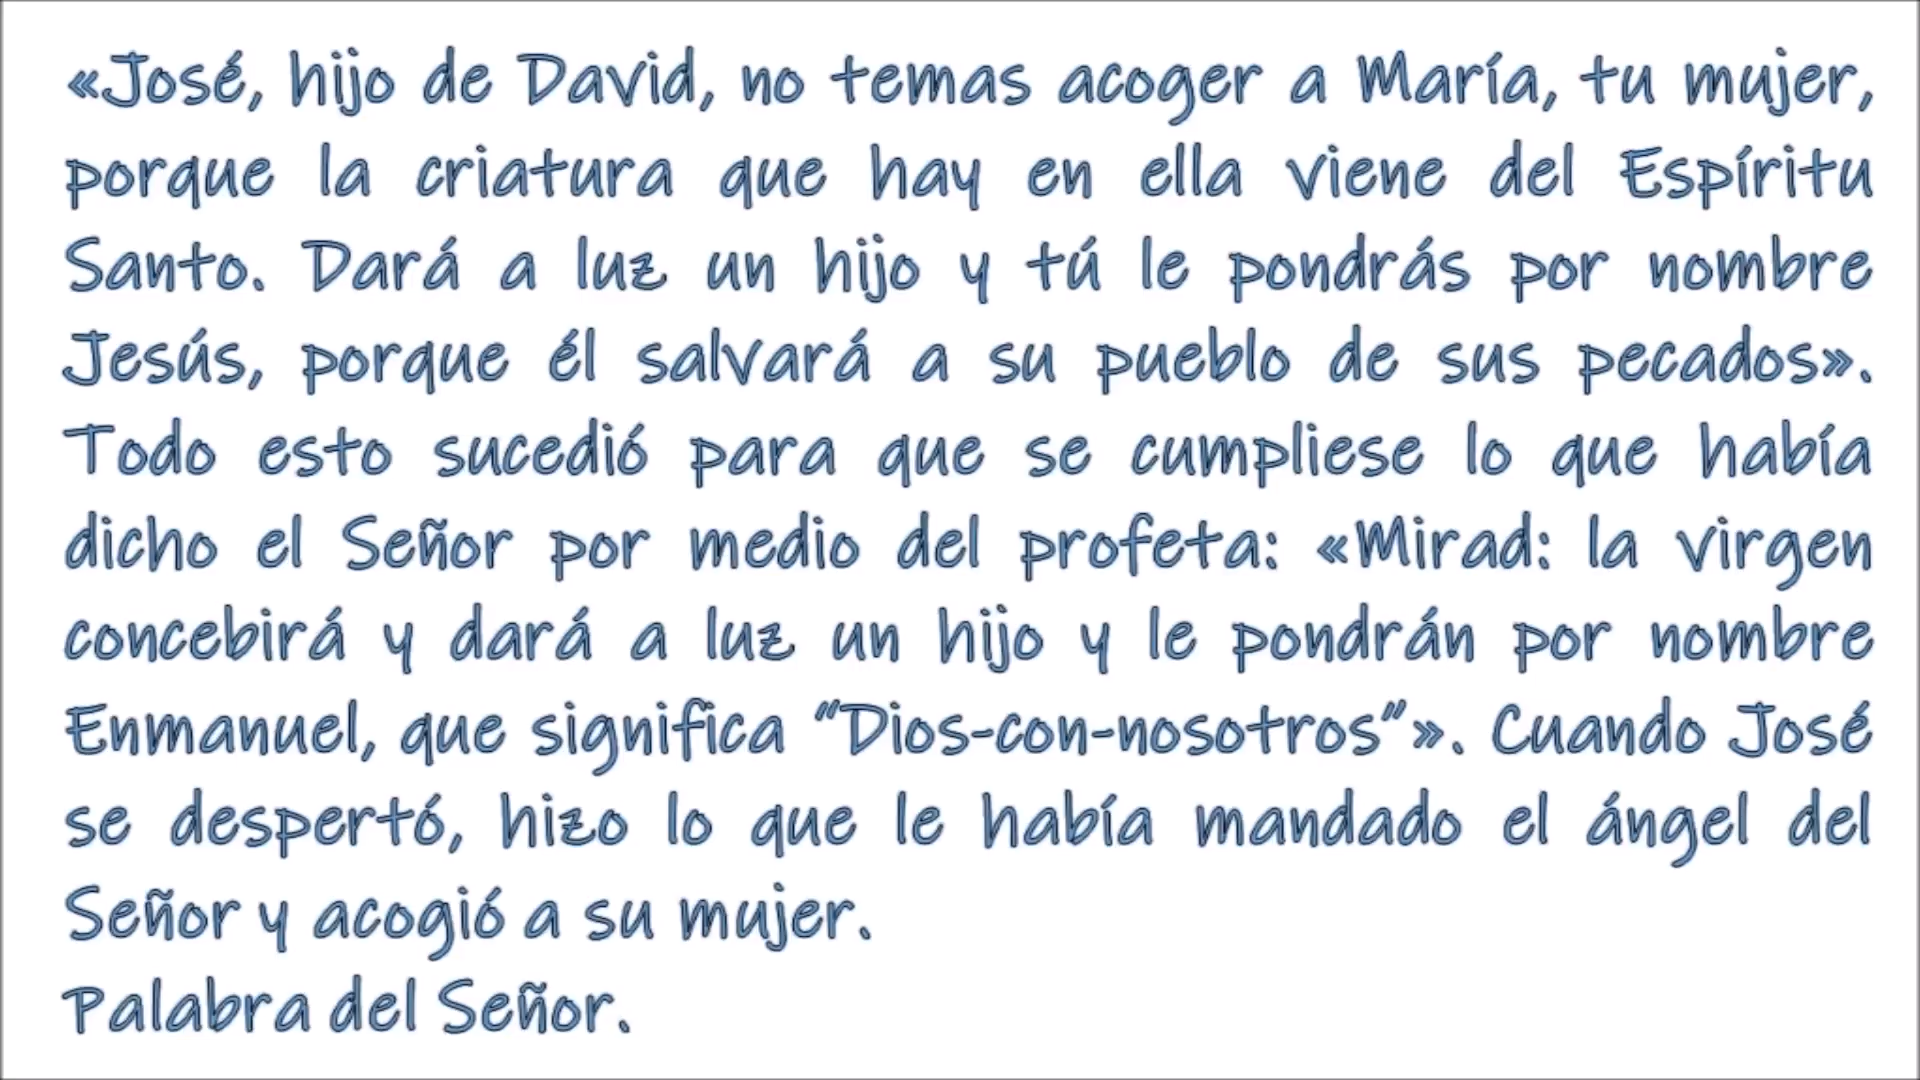 «José, hijo de David, no temas acoger a María, tu mujer,
porque la criatura que hay en ella viene del Espíritu
Santo. Dará a luz un hijo y tú le pondrás por nombre
Jesús, porque él salvará a su pueblo de sus pecados».
Todo esto sucedió para que se cumpliese lo que había
dicho el Señor por medio del profeta: «Mirad: la virgen
concebirá y dará a luz un hijo y le pondrán por nombre
Enmanuel, que significa “Dios-con-nosotros”». Cuando José
se despertó, hizo lo que le había mandado el ángel del
Señor y acogió a su mujer.
Palabra del Señor.